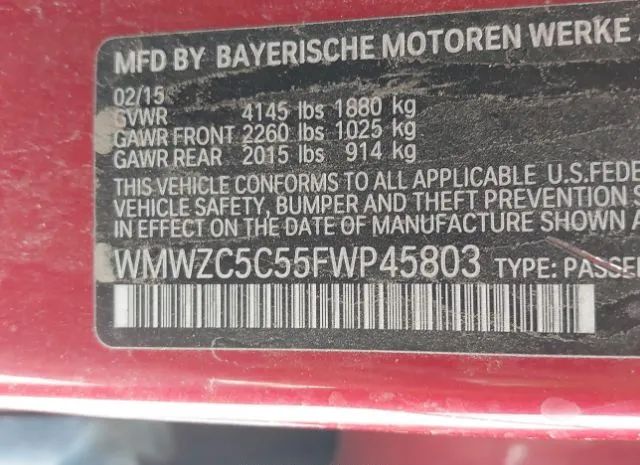 MFD BY BAYERISCHE MOTOREN WERKE
02/15
GVWR 4145 lbs 1880 kg
GAWR FRONT 2260 lbs 1025 kg
GAWR REAR 2015 lbs 914 kg
THIS VEHICLE CONFORMS TO ALL APPLICABLE U.S.FEDE
VEHICLE SAFETY, BUMPER AND THEFT PREVENTION S
EFFECT ON THE DATE OF MANUFACTURE SHOWN A
WMWZC5C55FWP45803 TYPE: PASSE